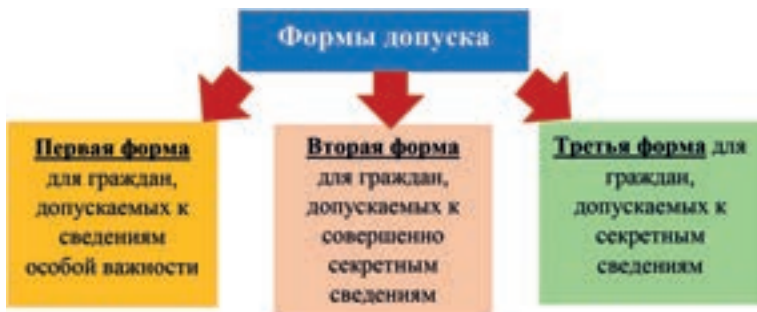 Формы допуска
Первая форма
для граждан,
допускаемых к
сведениям
особой важности
Вторая форма
для граждан,
допускаемых к
совершенно
секретным
сведениям
Третья форма для
граждан,
допускаемых к
секретным
сведениям